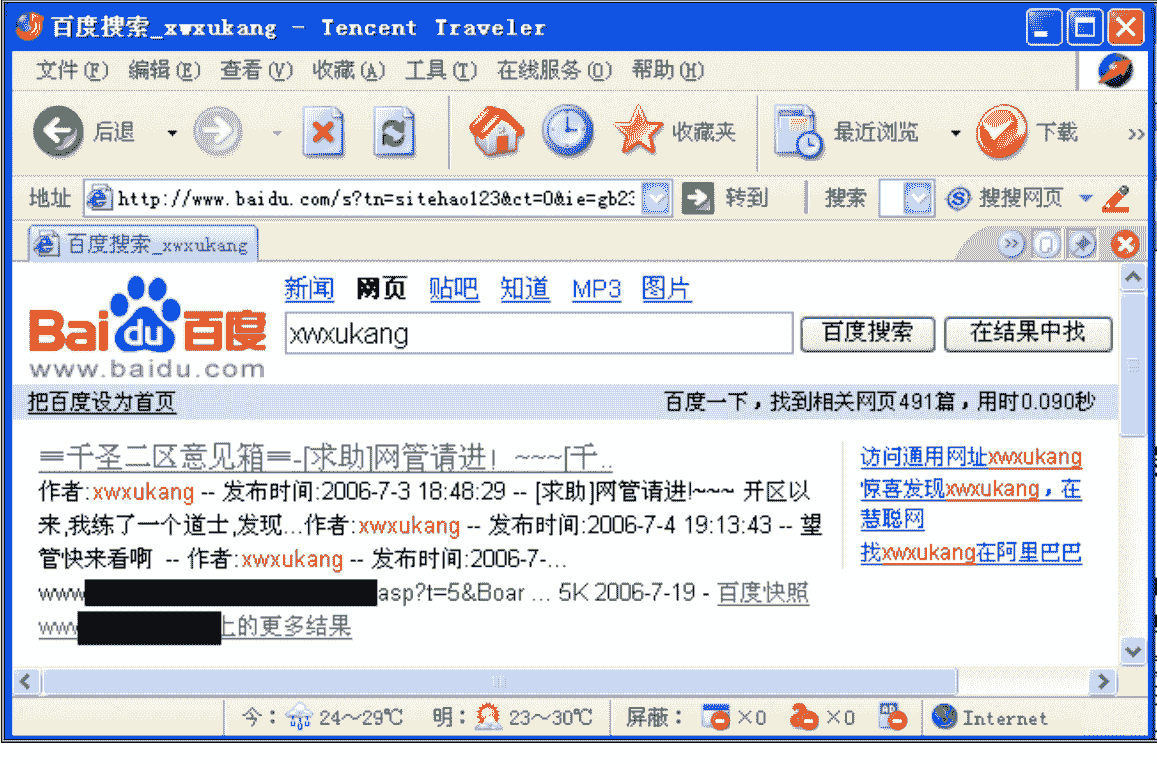 百度搜索_xwxukang - Tencent Traveler
文件(F) 编辑(E) 查看(V) 收藏(A) 工具(T) 在线服务(O) 帮助(H)
后退 收藏夹 最近浏览 下载 »
地址 http://www.baidu.com/s?tn=sitehao123&ct=0&ie=gb23 转到 搜索 搜搜网页
百度搜索_xwxukang
新闻 网页 贴吧 知道 MP3 图片
Bai du 百度 xwxukang 百度搜索 在结果中找
www.baidu.com
把百度设为首页 百度一下，找到相关网页491篇，用时0.090秒
≡千圣二区意见箱≡-[求助]网管请进！~~~[千..
作者:xwxukang -- 发布时间:2006-7-3 18:48:29 -- [求助]网管请进!~~~ 开区以
来,我练了一个道士,发现...作者:xwxukang -- 发布时间:2006-7-4 19:13:43 -- 望
管快来看啊 -- 作者:xwxukang -- 发布时间:2006-7-...
www asp?t=5&Boar ... 5K 2006-7-19 - 百度快照
www 上的更多结果
访问通用网址xwxukang
惊喜发现xwxukang，在
慧聪网
找xwxukang在阿里巴巴
今：24～29℃ 明：23～30℃ 屏蔽： ×0 ×0 Internet